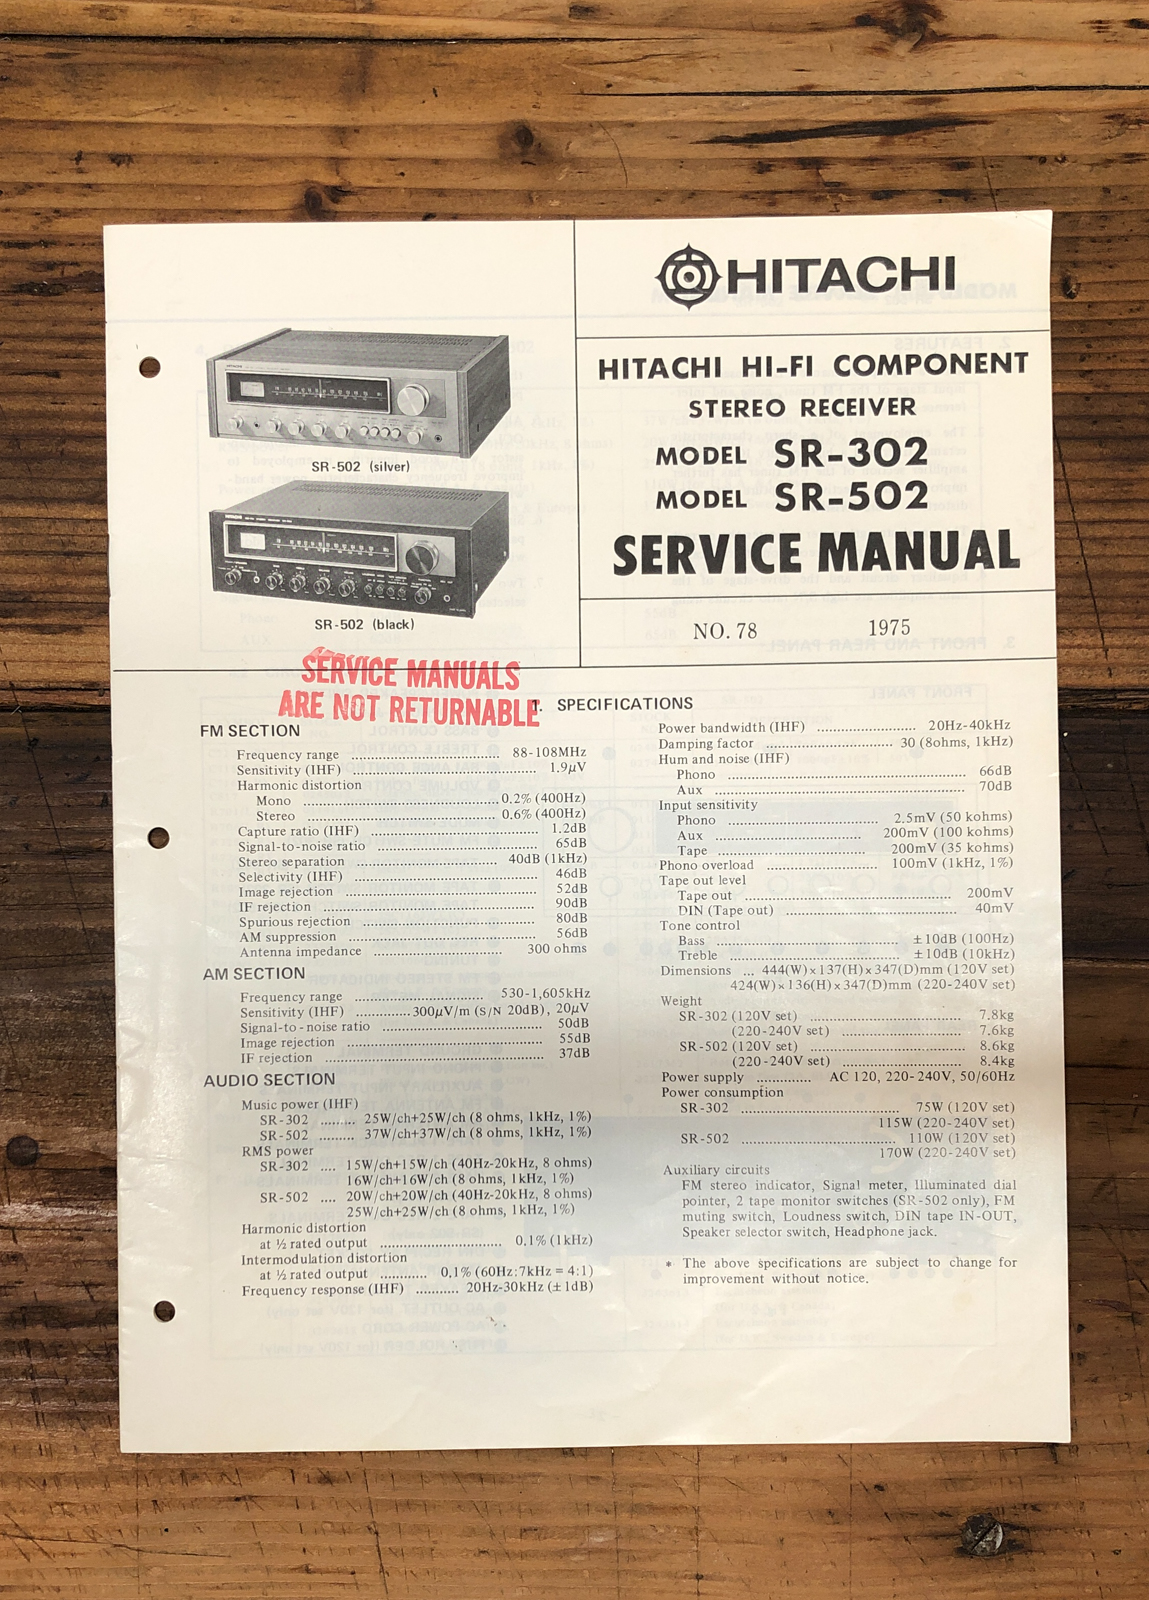 HITACHI
HITACHI HI-FI COMPONENT
STEREO RECEIVER
MODEL SR-302
MODEL SR-502
SERVICE MANUAL
NO. 78 1975
SR-502 (silver)
SR-502 (black)
SERVICE MANUALS
ARE NOT RETURNABLE
1. SPECIFICATIONS
FM SECTION
Frequency range ........ 88-108MHz
Sensitivity (IHF) ........ 1.9μV
Harmonic distortion
Mono ........ 0.2% (400Hz)
Stereo ........ 0.6% (400Hz)
Capture ratio (IHF) ........ 1.2dB
Signal-to-noise ratio ........ 65dB
Stereo separation ........ 40dB (1kHz)
Selectivity (IHF) ........ 46dB
Image rejection ........ 52dB
IF rejection ........ 90dB
Spurious rejection ........ 80dB
AM suppression ........ 56dB
Antenna impedance ........ 300 ohms
AM SECTION
Frequency range ........ 530-1,605kHz
Sensitivity (IHF) ........ 300μV/m (S/N 20dB), 20μV
Signal-to-noise ratio ........ 50dB
Image rejection ........ 55dB
IF rejection ........ 37dB
AUDIO SECTION
Music power (IHF)
SR-302 ........ 25W/ch+25W/ch (8 ohms, 1kHz, 1%)
SR-502 ........ 37W/ch+37W/ch (8 ohms, 1kHz, 1%)
RMS power
SR-302 .... 15W/ch+15W/ch (40Hz-20kHz, 8 ohms)
16W/ch+16W/ch (8 ohms, 1kHz, 1%)
SR-502 .... 20W/ch+20W/ch (40Hz-20kHz, 8 ohms)
25W/ch+25W/ch (8 ohms, 1kHz, 1%)
Harmonic distortion
at ½ rated output ........ 0.1% (1kHz)
Intermodulation distortion
at ½ rated output ........ 0.1% (60Hz:7kHz = 4:1)
Frequency response (IHF) ........ 20Hz-30kHz (±1dB)
Power bandwidth (IHF) ........ 20Hz-40kHz
Damping factor ........ 30 (8ohms, 1kHz)
Hum and noise (IHF)
Phono ........ 66dB
Aux ........ 70dB
Input sensitivity
Phono ........ 2.5mV (50 kohms)
Aux ........ 200mV (100 kohms)
Tape ........ 200mV (35 kohms)
Phono overload ........ 100mV (1kHz, 1%)
Tape out level
Tape out ........ 200mV
DIN (Tape out) ........ 40mV
Tone control
Bass ........ ±10dB (100Hz)
Treble ........ ±10dB (10kHz)
Dimensions ... 444(W)x137(H)x347(D)mm (120V set)
424(W)x136(H)x347(D)mm (220-240V set)
Weight
SR-302 (120V set) ........ 7.8kg
(220-240V set) ........ 7.6kg
SR-502 (120V set) ........ 8.6kg
(220-240V set) ........ 8.4kg
Power supply ........ AC 120, 220-240V, 50/60Hz
Power consumption
SR-302 ........ 75W (120V set)
115W (220-240V set)
SR-502 ........ 110W (120V set)
170W (220-240V set)
Auxiliary circuits
FM stereo indicator, Signal meter, Illuminated dial
pointer, 2 tape monitor switches (SR-502 only), FM
muting switch, Loudness switch, DIN tape IN-OUT,
Speaker selector switch, Headphone jack.
* The above specifications are subject to change for
improvement without notice.